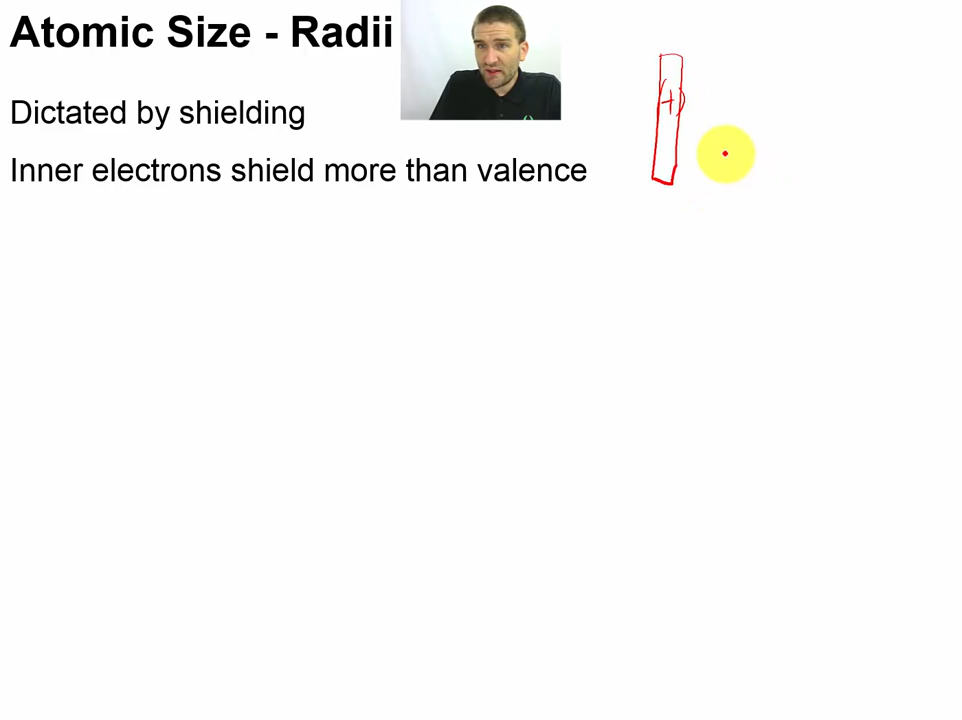 Atomic Size - Radii
Dictated by shielding
Inner electrons shield more than valence
+